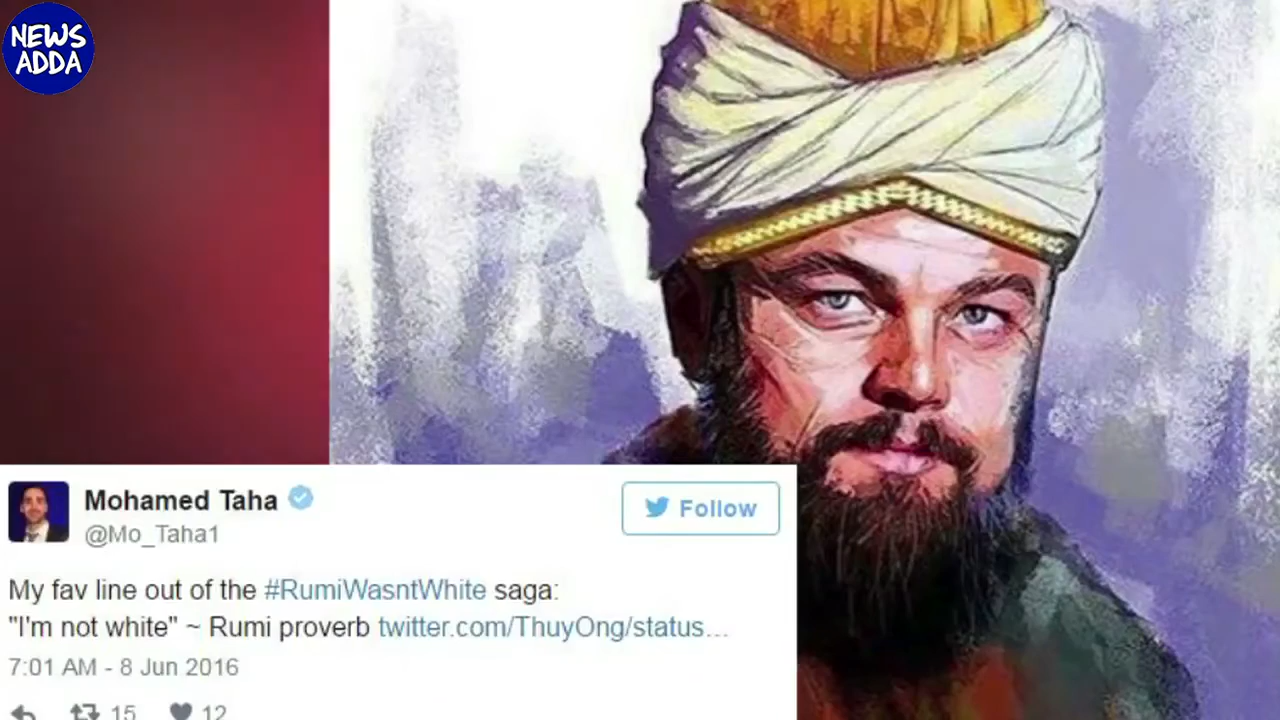 NEWS
ADDA
Mohamed Taha
Follow
@Mo_Taha1
My fav line out of the #RumiWasntWhite saga:
"I'm not white" ~ Rumi proverb twitter.com/ThuyOng/status…
7:01 AM - 8 Jun 2016
15 12